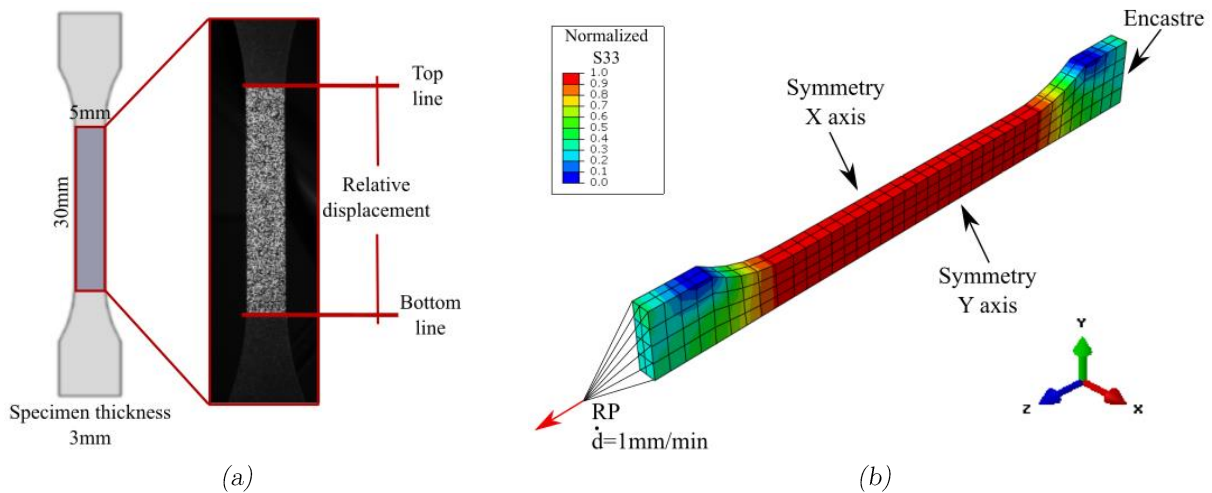 5mm
30mm
Top
line
Relative
displacement
Bottom
line
Specimen thickness
3mm
(a)
Normalized
S33
1.0
0.9
0.8
0.7
0.6
0.5
0.4
0.3
0.2
0.1
0.0
Encastre
Symmetry
X axis
Symmetry
Y axis
RP
ḋ=1mm/min
Y
Z
X
(b)